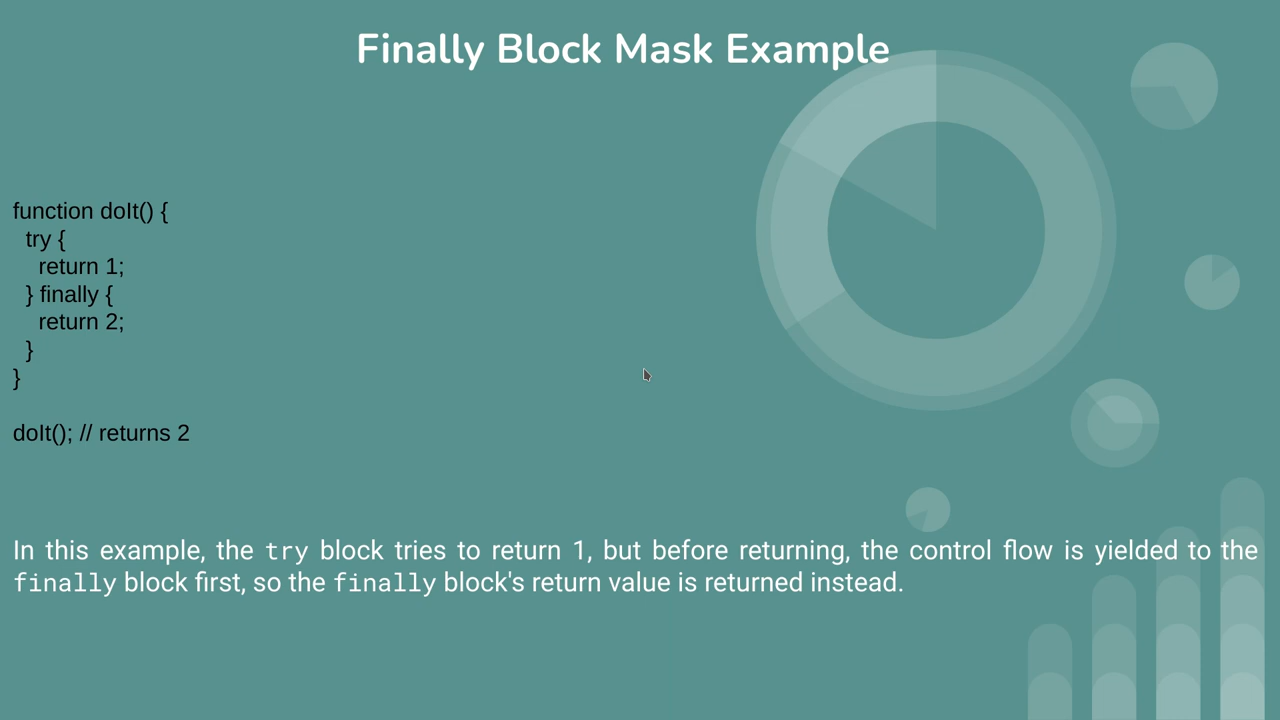 Finally Block Mask Example
function doIt() {
try {
return 1;
} finally {
return 2;
}
}
doIt(); // returns 2
In this example, the try block tries to return 1, but before returning, the control flow is yielded to the
finally block first, so the finally block's return value is returned instead.